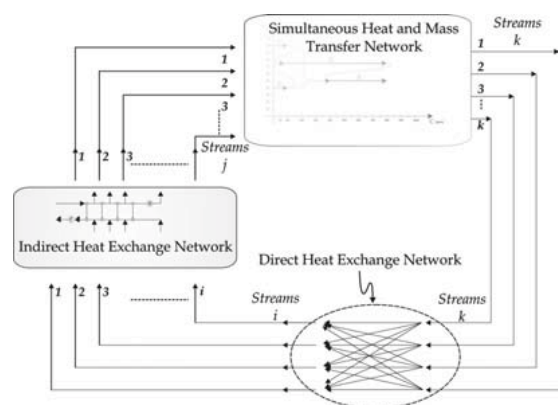 Simultaneous Heat and Mass
Transfer Network
Streams
k
1
2
3
k
1
2
3
Streams
j
1
2
3
Indirect Heat Exchange Network
Direct Heat Exchange Network
1
2
3
i
Streams
i
Streams
k